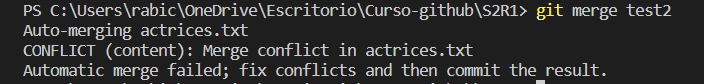 PS C:\Users\rabic\OneDrive\Escritorio\Curso-github\S2R1> git merge test2
Auto-merging actrices.txt
CONFLICT (content): Merge conflict in actrices.txt
Automatic merge failed; fix conflicts and then commit the result.